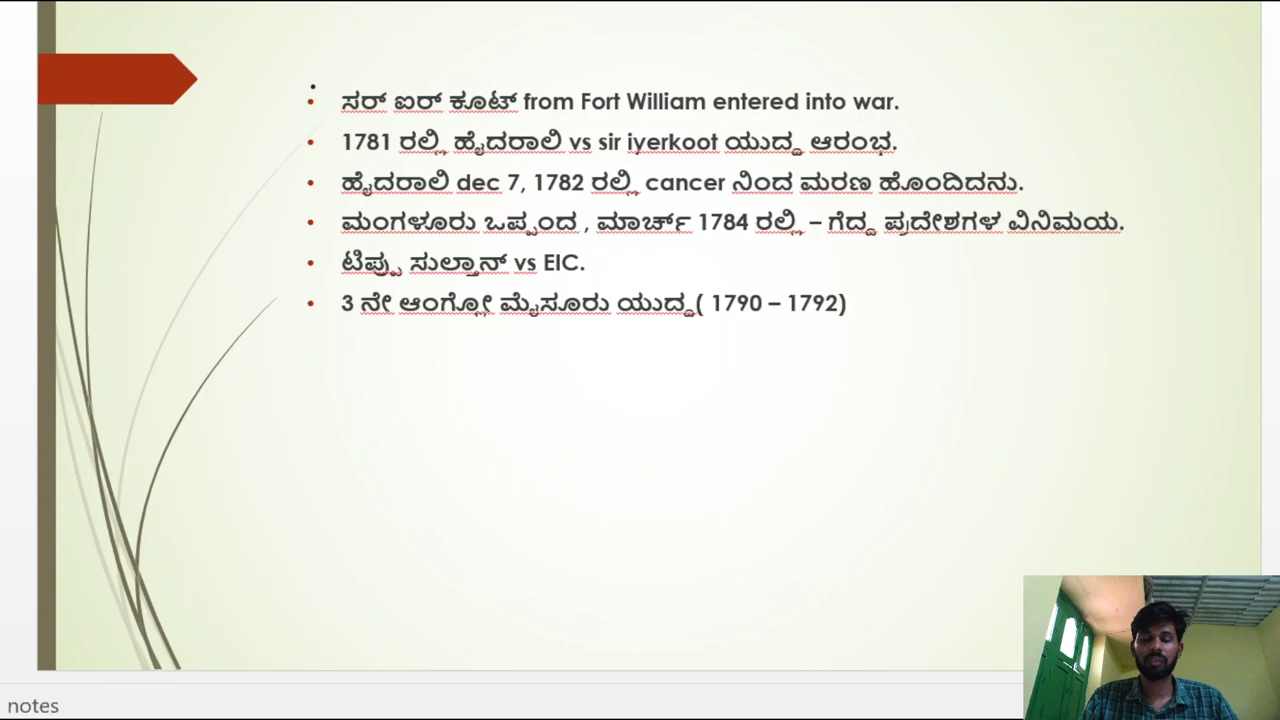 ಸರ್ ಐರ್ ಕೂಟ್ from Fort William entered into war.
1781 ರಲ್ಲಿ ಹೈದರಾಲಿ vs sir iyerkoot ಯುದ್ದ ಆರಂಭ.
ಹೈದರಾಲಿ dec 7, 1782 ರಲ್ಲಿ cancer ನಿಂದ ಮರಣ ಹೊಂದಿದನು.
ಮಂಗಳೂರು ಒಪ್ಪಂದ , ಮಾರ್ಚ್ 1784 ರಲ್ಲಿ – ಗೆದ್ದ ಪ್ರದೇಶಗಳ ವಿನಿಮಯ.
ಟಿಪ್ಪು ಸುಲ್ತಾನ್ vs EIC.
3 ನೇ ಆಂಗ್ಲೋ ಮೈಸೂರು ಯುದ್ದ( 1790 – 1792)
notes